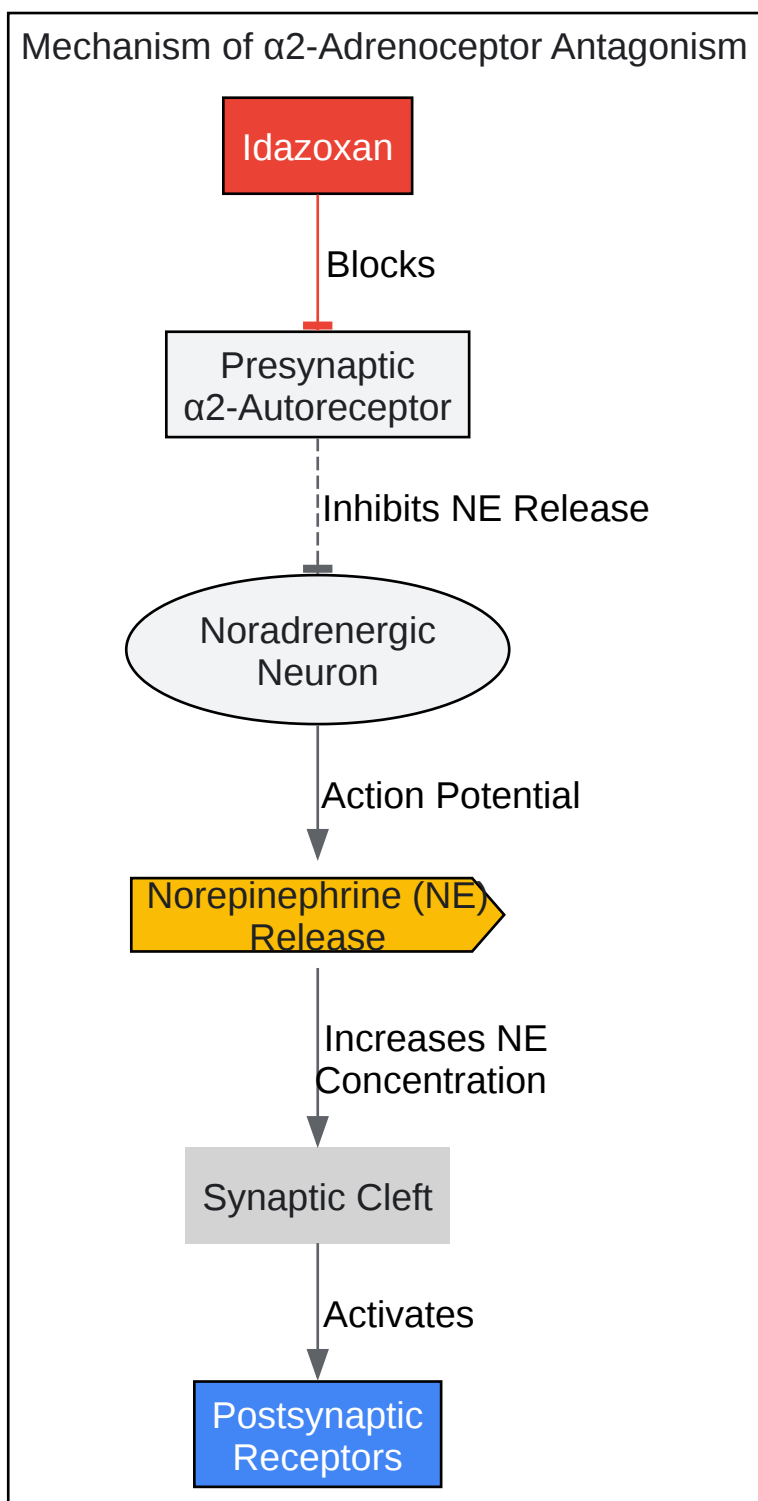 Mechanism of α2-Adrenoceptor Antagonism
Idazoxan
Blocks
Presynaptic
α2-Autoreceptor
Inhibits NE Release
Noradrenergic
Neuron
Action Potential
Norepinephrine (NE)
Release
Increases NE
Concentration
Synaptic Cleft
Activates
Postsynaptic
Receptors